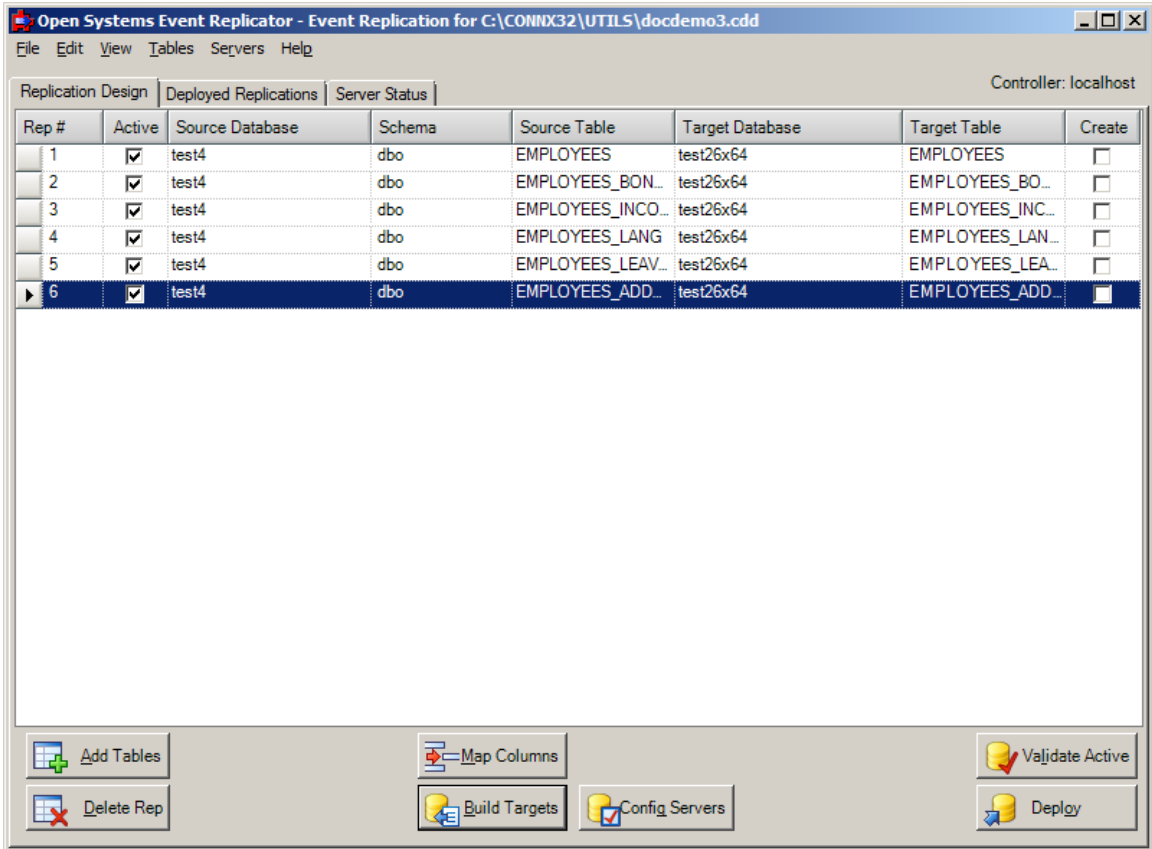 Open Systems Event Replicator - Event Replication for C:\CONNX32\UTILS\docdemo3.cdd
File Edit View Tables Servers Help
Controller: localhost
Replication Design Deployed Replications Server Status
Rep # Active Source Database Schema Source Table Target Database Target Table Create
1 test4 dbo EMPLOYEES test26x64 EMPLOYEES
2 test4 dbo EMPLOYEES_BON... test26x64 EMPLOYEES_BO...
3 test4 dbo EMPLOYEES_INCO... test26x64 EMPLOYEES_INC...
4 test4 dbo EMPLOYEES_LANG test26x64 EMPLOYEES_LAN...
5 test4 dbo EMPLOYEES_LEAV... test26x64 EMPLOYEES_LEA...
6 test4 dbo EMPLOYEES_ADD... test26x64 EMPLOYEES_ADD...
Add Tables Map Columns Validate Active
Delete Rep Build Targets Config Servers Deploy